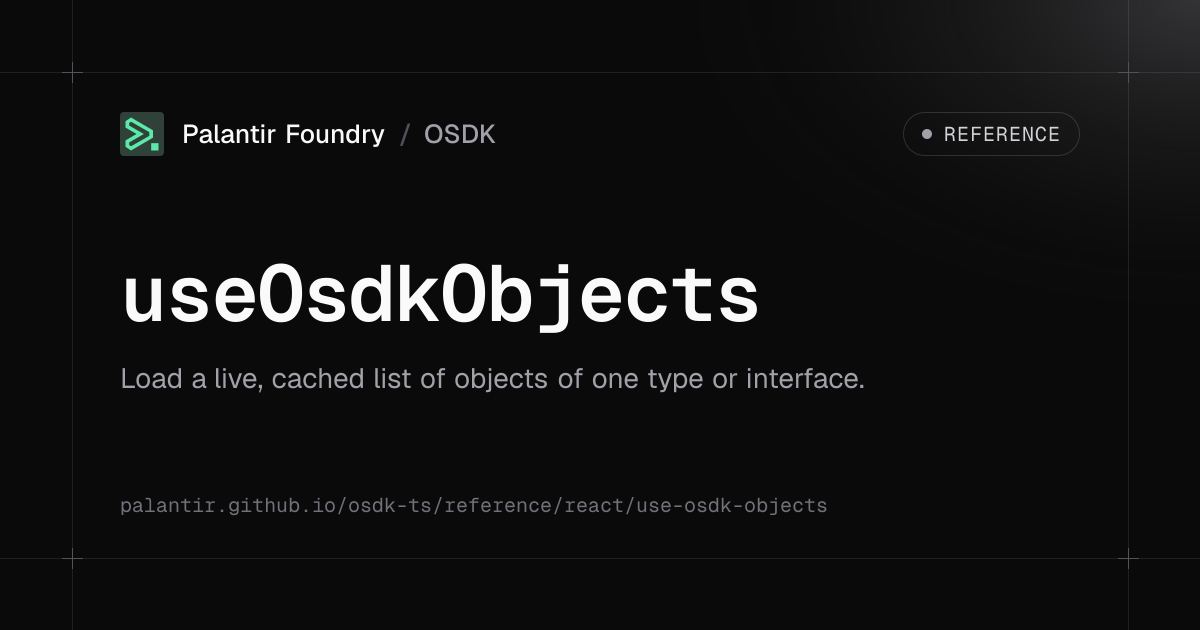 Palantir Foundry / OSDK
REFERENCE
useOsdkObjects
Load a live, cached list of objects of one type or interface.
palantir.github.io/osdk-ts/reference/react/use-osdk-objects